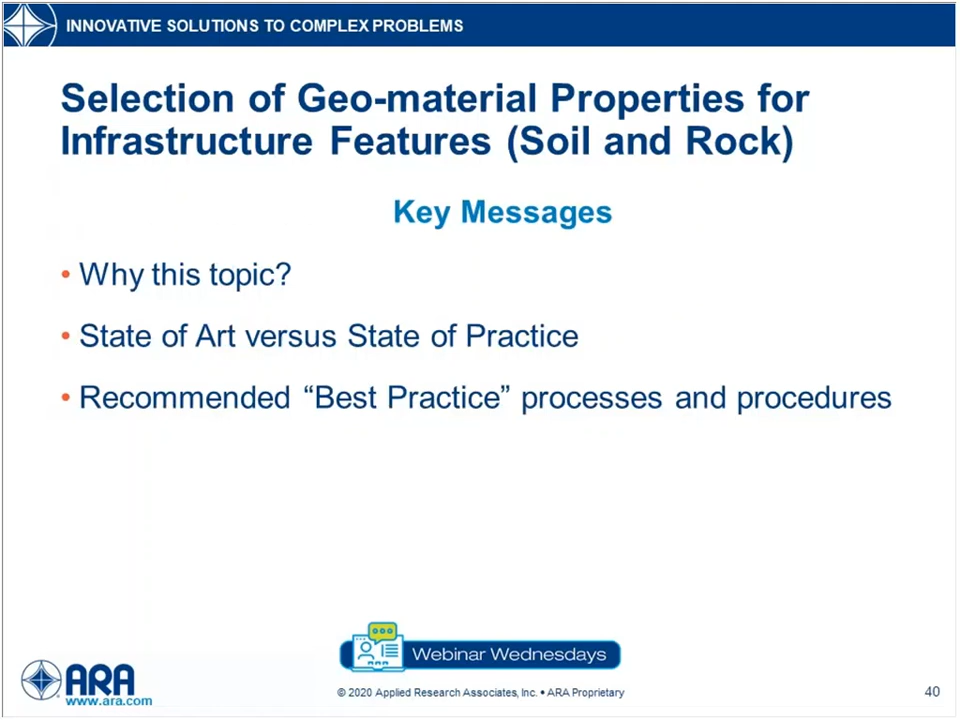 INNOVATIVE SOLUTIONS TO COMPLEX PROBLEMS
Selection of Geo-material Properties for
Infrastructure Features (Soil and Rock)
Key Messages
• Why this topic?
• State of Art versus State of Practice
• Recommended “Best Practice” processes and procedures
Webinar Wednesdays
ARA
www.ara.com
© 2020 Applied Research Associates, Inc. • ARA Proprietary
40